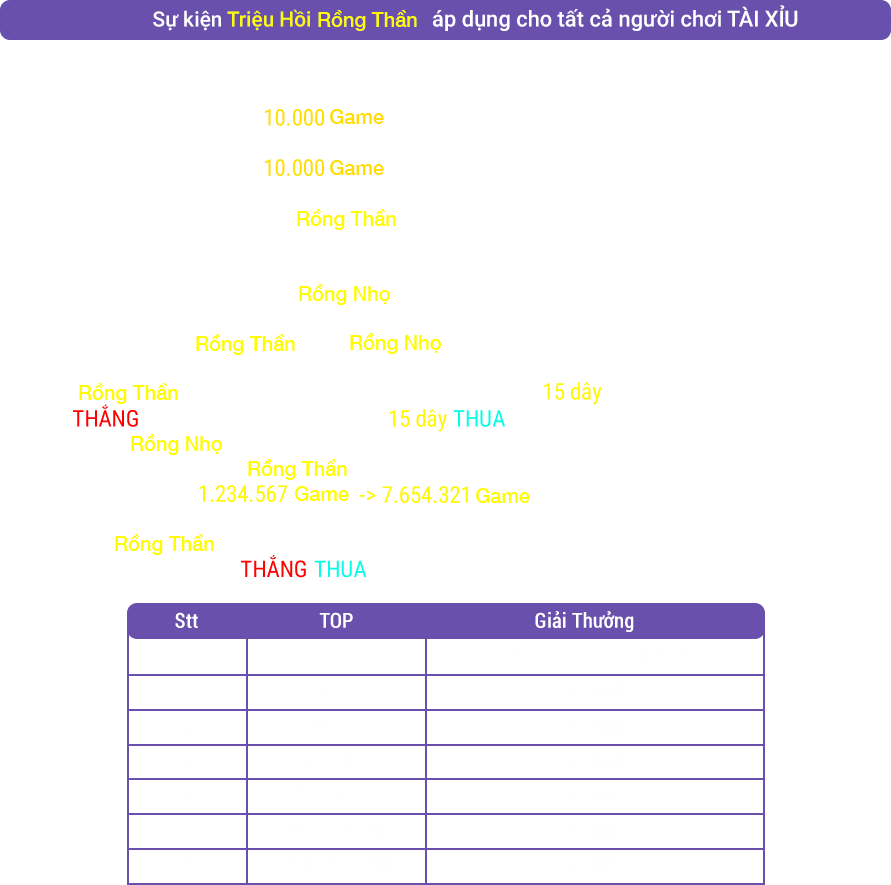 Sự kiện Triệu Hồi Rồng Thần áp dụng cho tất cả người chơi TÀI XỈU
10.000 Game
10.000 Game
Rồng Thần
Rồng Nhọ
Rồng Thần Rồng Nhọ
Rồng Thần 15 dây
THẮNG 15 dây THUA
Rồng Nhọ
Rồng Thần
1.234.567 Game -> 7.654.321 Game
Rồng Thần
THẮNG THUA
Stt TOP Giải Thưởng